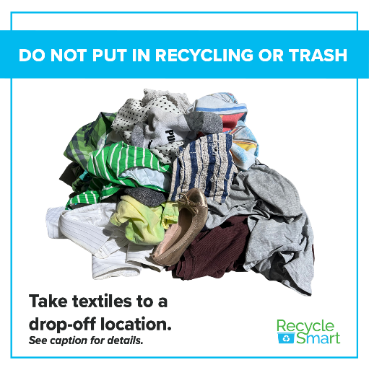 DO NOT PUT IN RECYCLING OR TRASH
Take textiles to a
drop-off location.
See caption for details.
Recycle
Smart